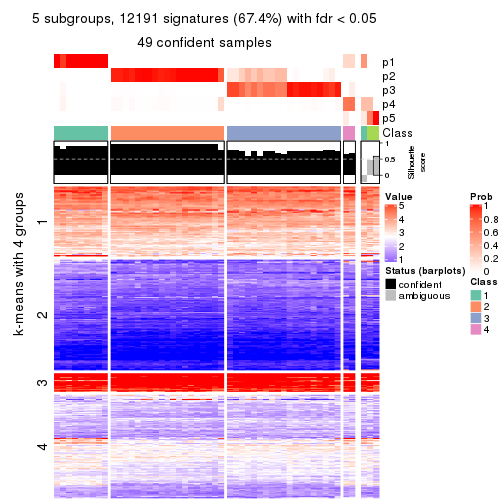 5 subgroups, 12191 signatures (67.4%) with fdr < 0.05
49 confident samples
p1
p2
p3
p4
p5
Class
1
0.5
0
Silhouette
score
k-means with 4 groups
1
2
3
4
Value
5
4
3
2
1
Status (barplots)
confident
ambiguous
Prob
1
0.8
0.6
0.4
0.2
0
Class
1
2
3
4